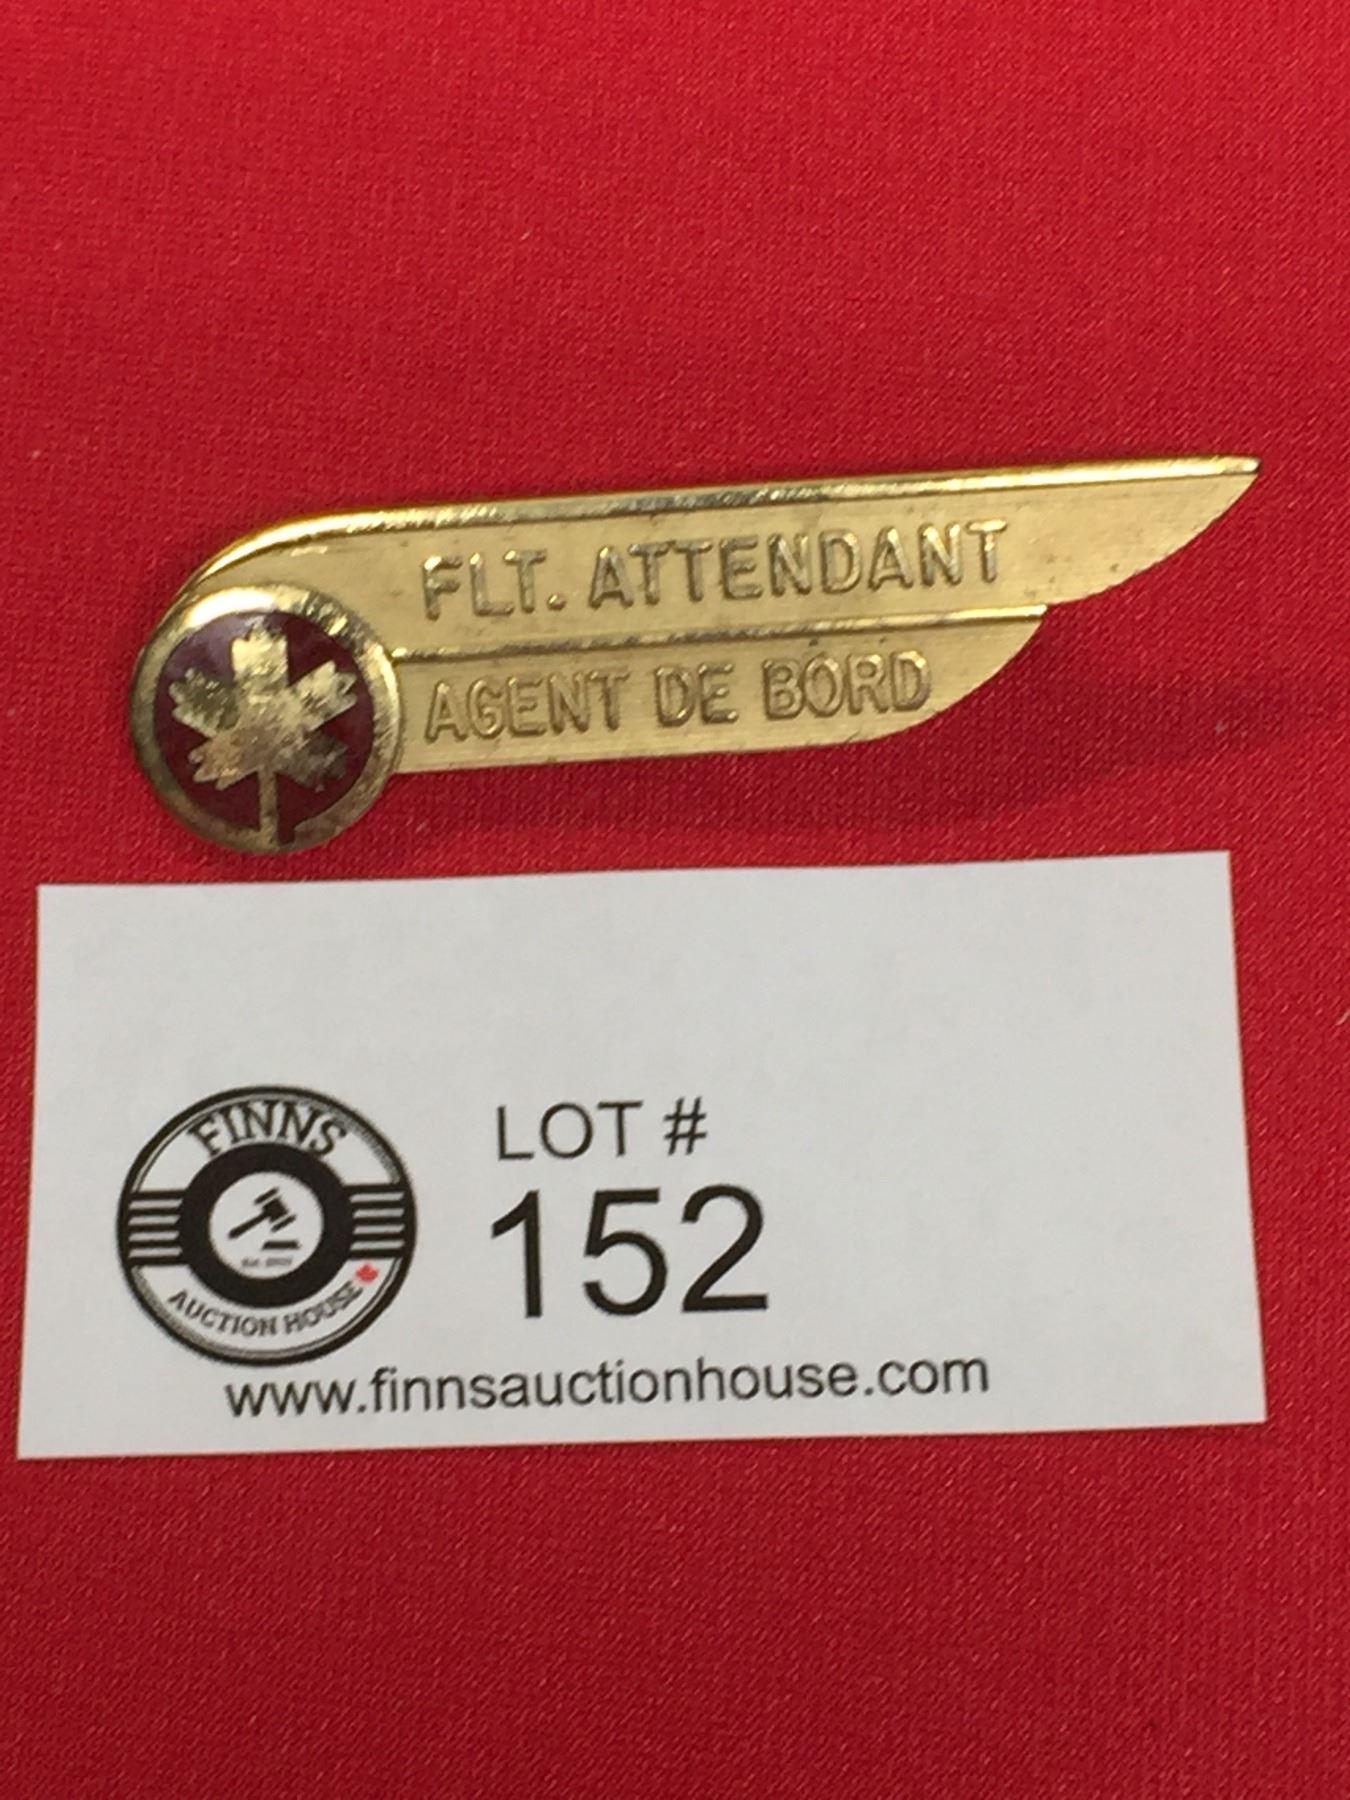 FLT. ATTENDANT
AGENT DE BORD
FINNS
AUCTION HOUSE
LOT #
152
www.finnsauctionhouse.com